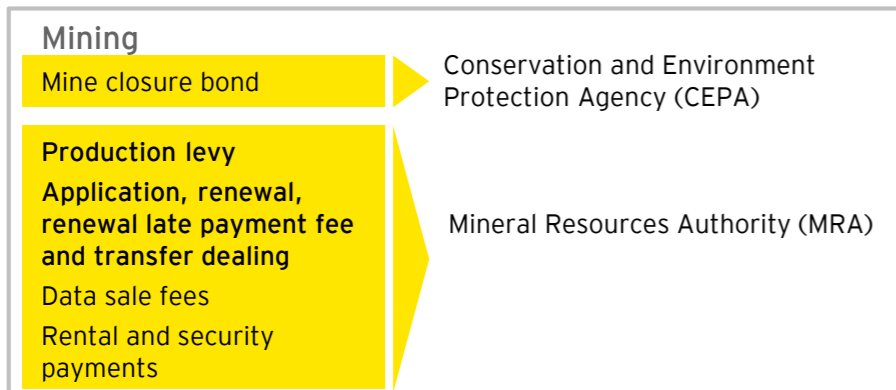 Mining
Mine closure bond
Conservation and Environment
Protection Agency (CEPA)
Production levy
Application, renewal,
renewal late payment fee
and transfer dealing
Data sale fees
Rental and security
payments
Mineral Resources Authority (MRA)